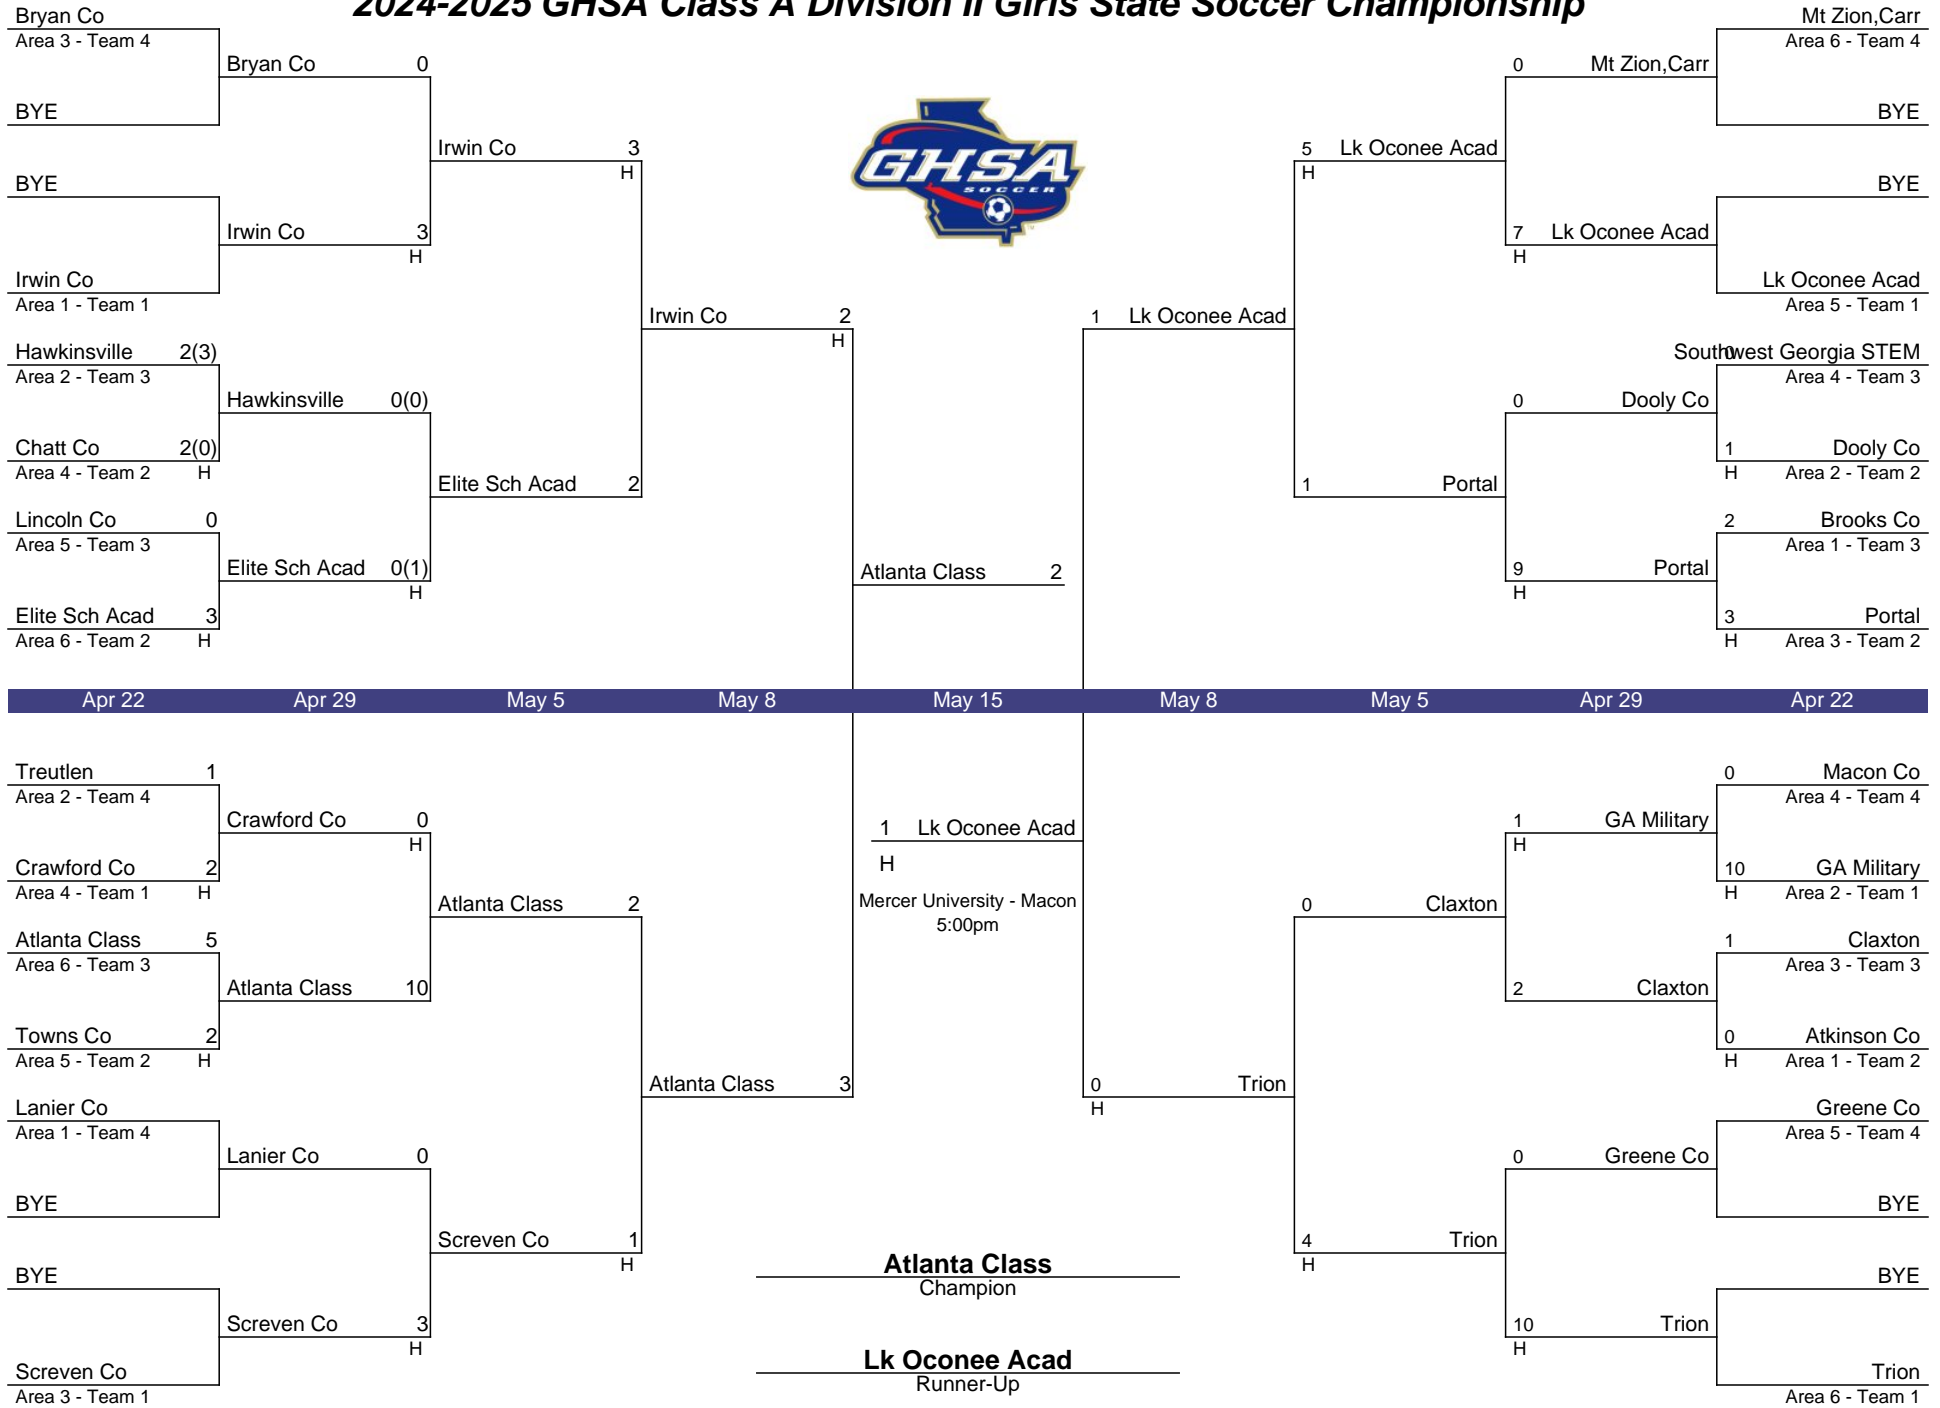 2024-2025 GHSA Class A Division II Girls State Soccer Championship
Bryan Co
Area 3 - Team 4
BYE
BYE
Irwin Co
Area 1 - Team 1
Hawkinsville 2(3)
Area 2 - Team 3
Chatt Co 2(0)
Area 4 - Team 2 H
Lincoln Co 0
Area 5 - Team 3
Elite Sch Acad 3
Area 6 - Team 2 H
Bryan Co 0
Irwin Co 3
H
Hawkinsville 0(0)
Elite Sch Acad 0(1)
H
Irwin Co 3
H
Elite Sch Acad 2
Irwin Co 2
H
GHSA
SOCCER
Atlanta Class 2
1 Lk Oconee Acad
5 Lk Oconee Acad
H
1 Portal
0 Mt Zion,Carr
7 Lk Oconee Acad
H
0 Dooly Co
9 Portal
H
Mt Zion,Carr
Area 6 - Team 4
BYE
BYE
Lk Oconee Acad
Area 5 - Team 1
0 Southwest Georgia STEM
Area 4 - Team 3
1 Dooly Co
H Area 2 - Team 2
2 Brooks Co
Area 1 - Team 3
3 Portal
H Area 3 - Team 2
Apr 22 Apr 29 May 5 May 8 May 15 May 8 May 5 Apr 29 Apr 22
Treutlen 1
Area 2 - Team 4
Crawford Co 2
Area 4 - Team 1 H
Atlanta Class 5
Area 6 - Team 3
Towns Co 2
Area 5 - Team 2 H
Lanier Co
Area 1 - Team 4
BYE
BYE
Screven Co
Area 3 - Team 1
Crawford Co 0
H
Atlanta Class 10
Lanier Co 0
Screven Co 3
H
Atlanta Class 2
Screven Co 1
H
Atlanta Class 3
1 Lk Oconee Acad
H
Mercer University - Macon
5:00pm
Atlanta Class
Champion
Lk Oconee Acad
Runner-Up
0 Trion
H
0 Claxton
4 Trion
H
1 GA Military
H
2 Claxton
0 Greene Co
10 Trion
H
0 Macon Co
Area 4 - Team 4
10 GA Military
H Area 2 - Team 1
1 Claxton
Area 3 - Team 3
0 Atkinson Co
H Area 1 - Team 2
Greene Co
Area 5 - Team 4
BYE
BYE
Trion
Area 6 - Team 1